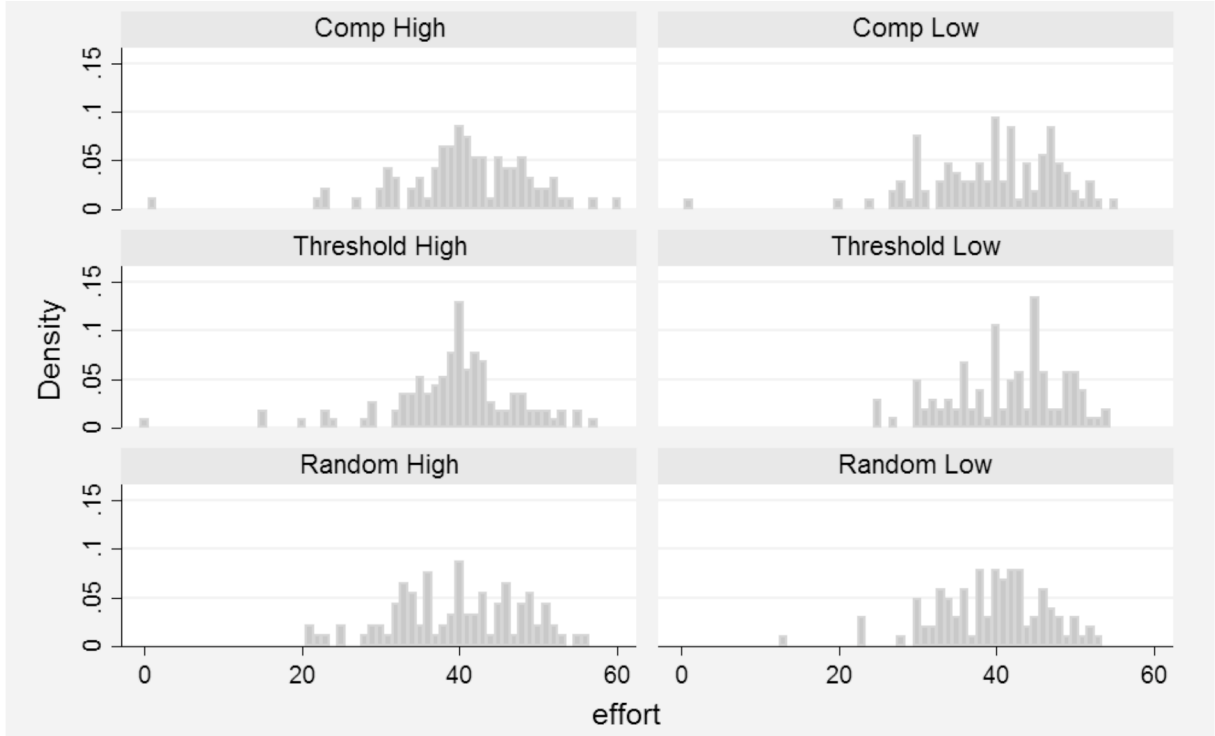 Comp High
Comp Low
.15
.1
.05
0
Threshold High
Threshold Low
.15
.1
.05
0
Density
Random High
Random Low
.15
.1
.05
0
0 20 40 60
0 20 40 60
effort